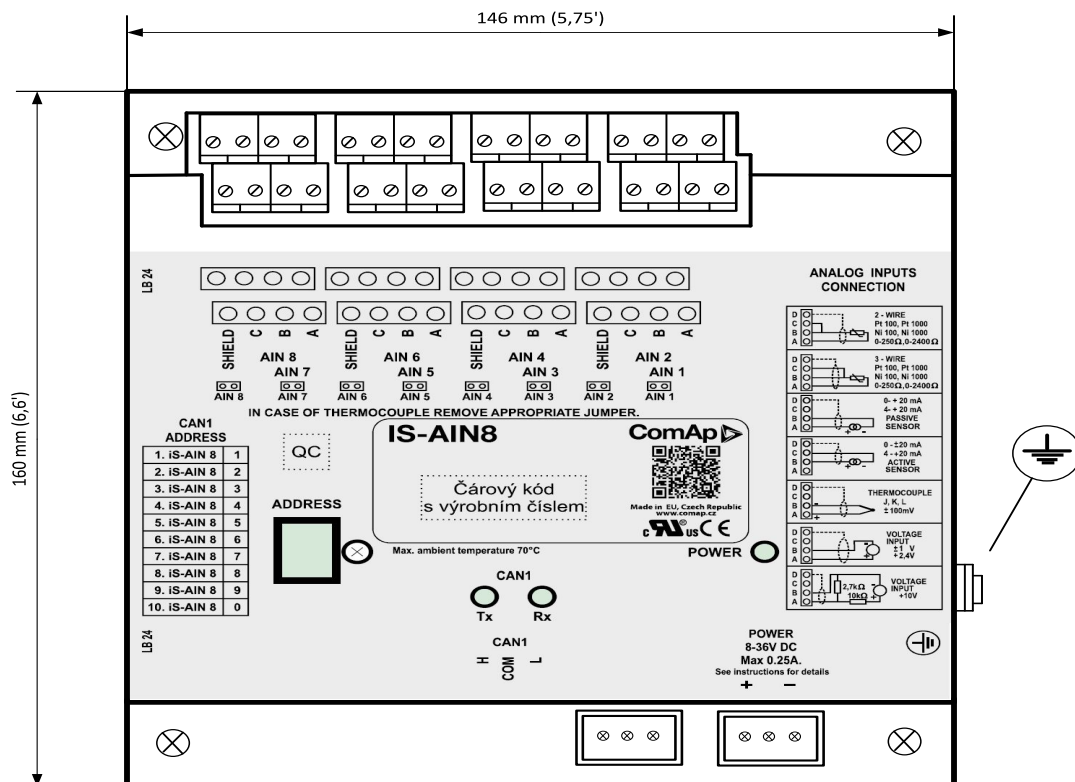 146 mm (5,75')
160 mm (6,6')
LB 24
SHIELD C B A SHIELD C B A SHIELD C B A SHIELD C B A
AIN 8 AIN 6 AIN 4 AIN 2
AIN 7 AIN 5 AIN 3 AIN 1
AIN 8 AIN 7 AIN 6 AIN 5 AIN 4 AIN 3 AIN 2 AIN 1
IN CASE OF THERMOCOUPLE REMOVE APPROPRIATE JUMPER.
ANALOG INPUTS
CONNECTION
D
C
B
A
2 - WIRE
Pt 100, Pt 1000
Ni 100, Ni 1000
0-250Ω,0-2400Ω
D
C
B
A
3 - WIRE
Pt 100, Pt 1000
Ni 100, Ni 1000
0-250Ω,0-2400Ω
D
C
B
A
+ -
0- + 20 mA
4- + 20 mA
PASSIVE
SENSOR
D
C
B
A
+ -
0 -±20 mA
4 -+20 mA
ACTIVE
SENSOR
D
C
B
A
-
+
THERMOCOUPLE
J, K, L
±100mV
D
C
B
A
- +
VOLTAGE
INPUT
±1 V
+2,4V
D
C
B
A
2,7kΩ
10kΩ
- +
VOLTAGE
INPUT
+10V
CAN1
ADDRESS
1. iS-AIN 8 1
2. iS-AIN 8 2
3. iS-AIN 8 3
4. iS-AIN 8 4
5. iS-AIN 8 5
6. iS-AIN 8 6
7. iS-AIN 8 7
8. iS-AIN 8 8
9. iS-AIN 8 9
10. iS-AIN 8 0
LB 24
QC
ADDRESS
IS-AIN8
ComAp
Čárový kód
s výrobním číslem
Made in EU, Czech Republic
www.comap.cz
c RU ® US CE
Max. ambient temperature 70°C
POWER
CAN1
Tx Rx
CAN1
H COM L
POWER
8-36V DC
Max 0.25A.
See instructions for details
+ -